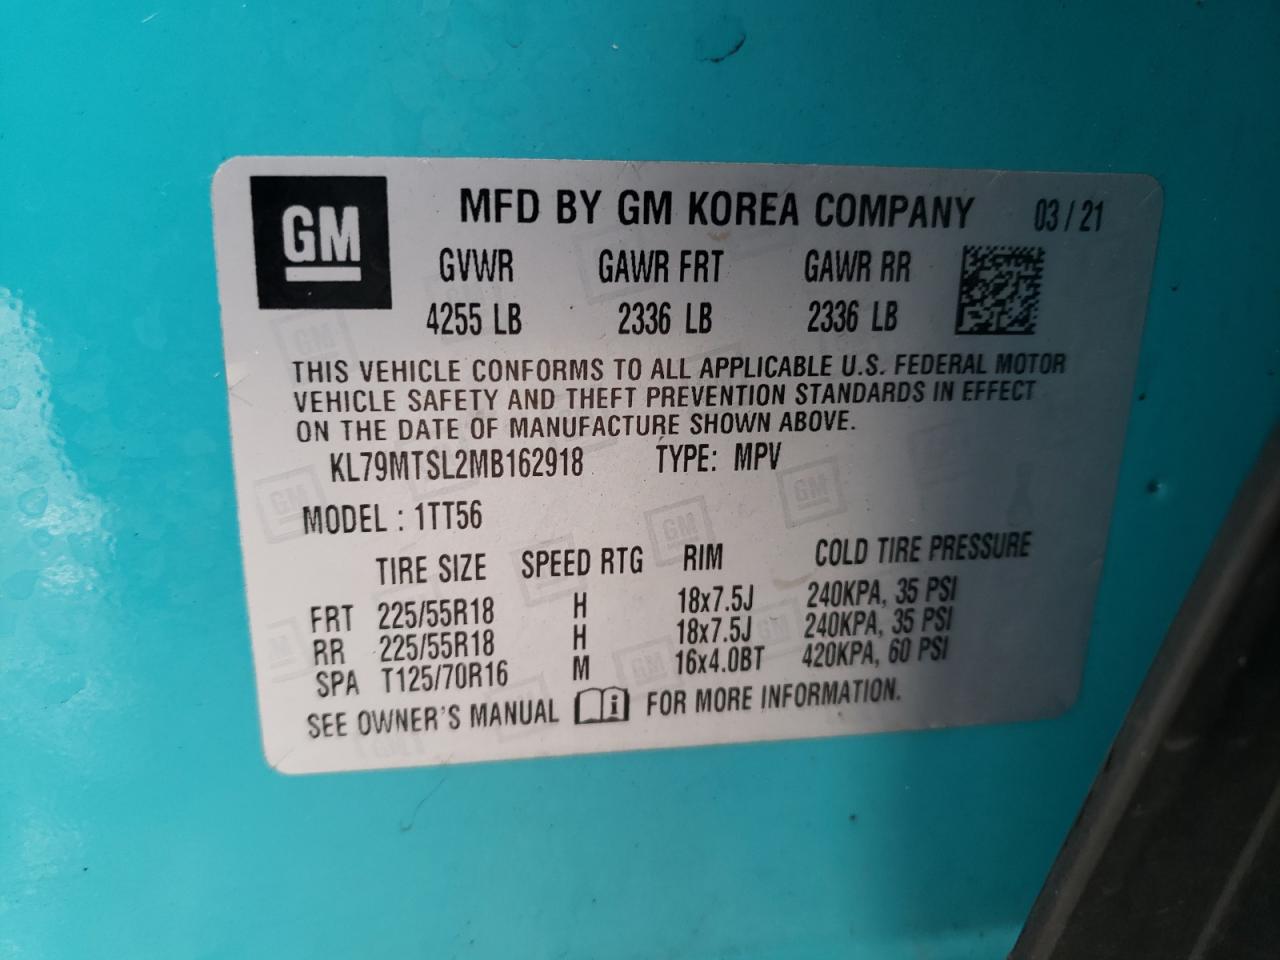 GM
MFD BY GM KOREA COMPANY 03/21
GVWR GAWR FRT GAWR RR
4255 LB 2336 LB 2336 LB
THIS VEHICLE CONFORMS TO ALL APPLICABLE U.S. FEDERAL MOTOR
VEHICLE SAFETY AND THEFT PREVENTION STANDARDS IN EFFECT
ON THE DATE OF MANUFACTURE SHOWN ABOVE.
KL79MTSL2MB162918 TYPE: MPV
MODEL : 1TT56
TIRE SIZE SPEED RTG RIM COLD TIRE PRESSURE
FRT 225/55R18 H 18x7.5J 240KPA, 35 PSI
RR 225/55R18 H 18x7.5J 240KPA, 35 PSI
SPA T125/70R16 M 16x4.0BT 420KPA, 60 PSI
SEE OWNER'S MANUAL i FOR MORE INFORMATION.